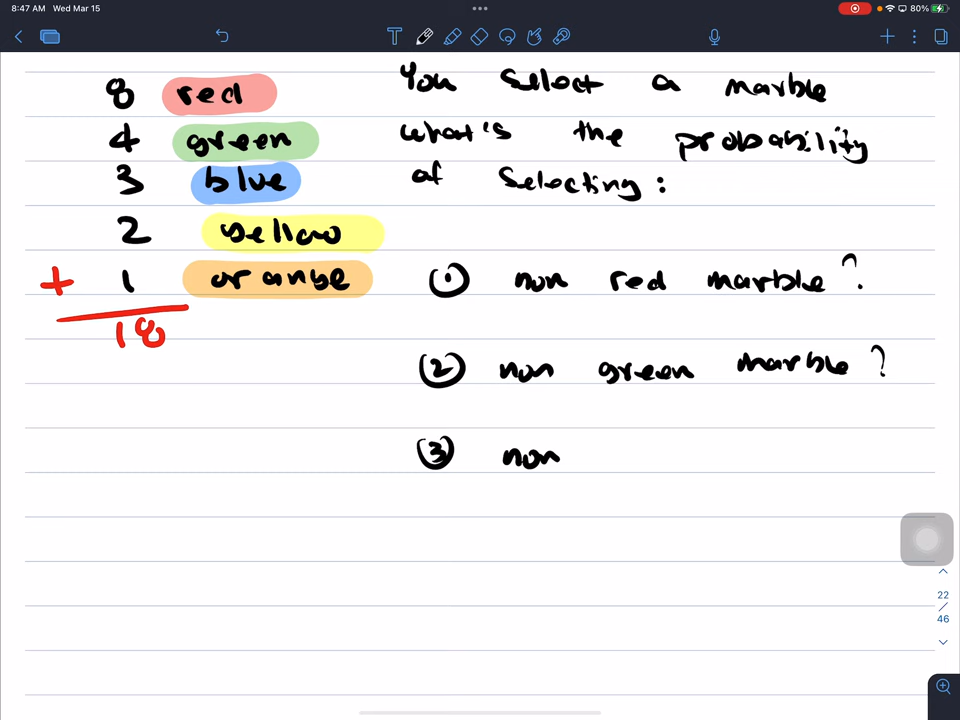 8:47 AM Wed Mar 15
80%
8 red
4 green
3 blue
2 yellow
+ 1 orange
18
You select a marble
what's the probability
of selecting:
① non red marble?
② non green marble?
③ non
22
/
46